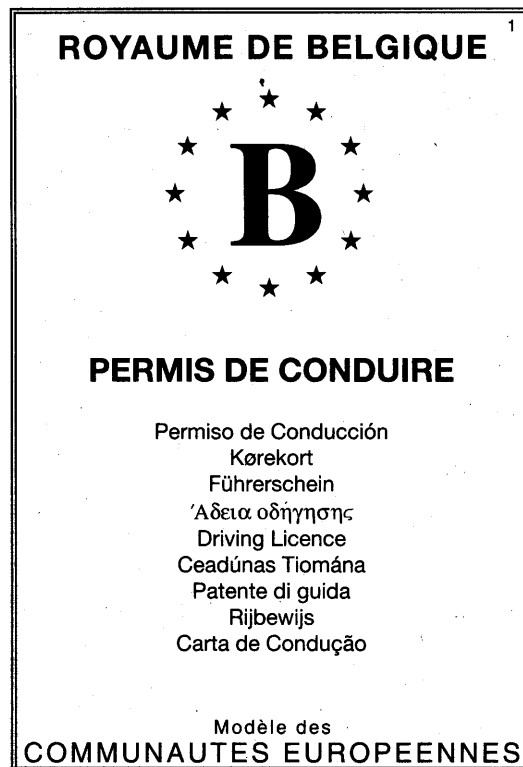 1
ROYAUME DE BELGIQUE
B
PERMIS DE CONDUIRE
Permiso de Conducción
Kørekort
Führerschein
Άδεια οδήγησης
Driving Licence
Ceadúnas Tiomána
Patente di guida
Rijbewijs
Carta de Condução
Modèle des
COMMUNAUTES EUROPEENNES